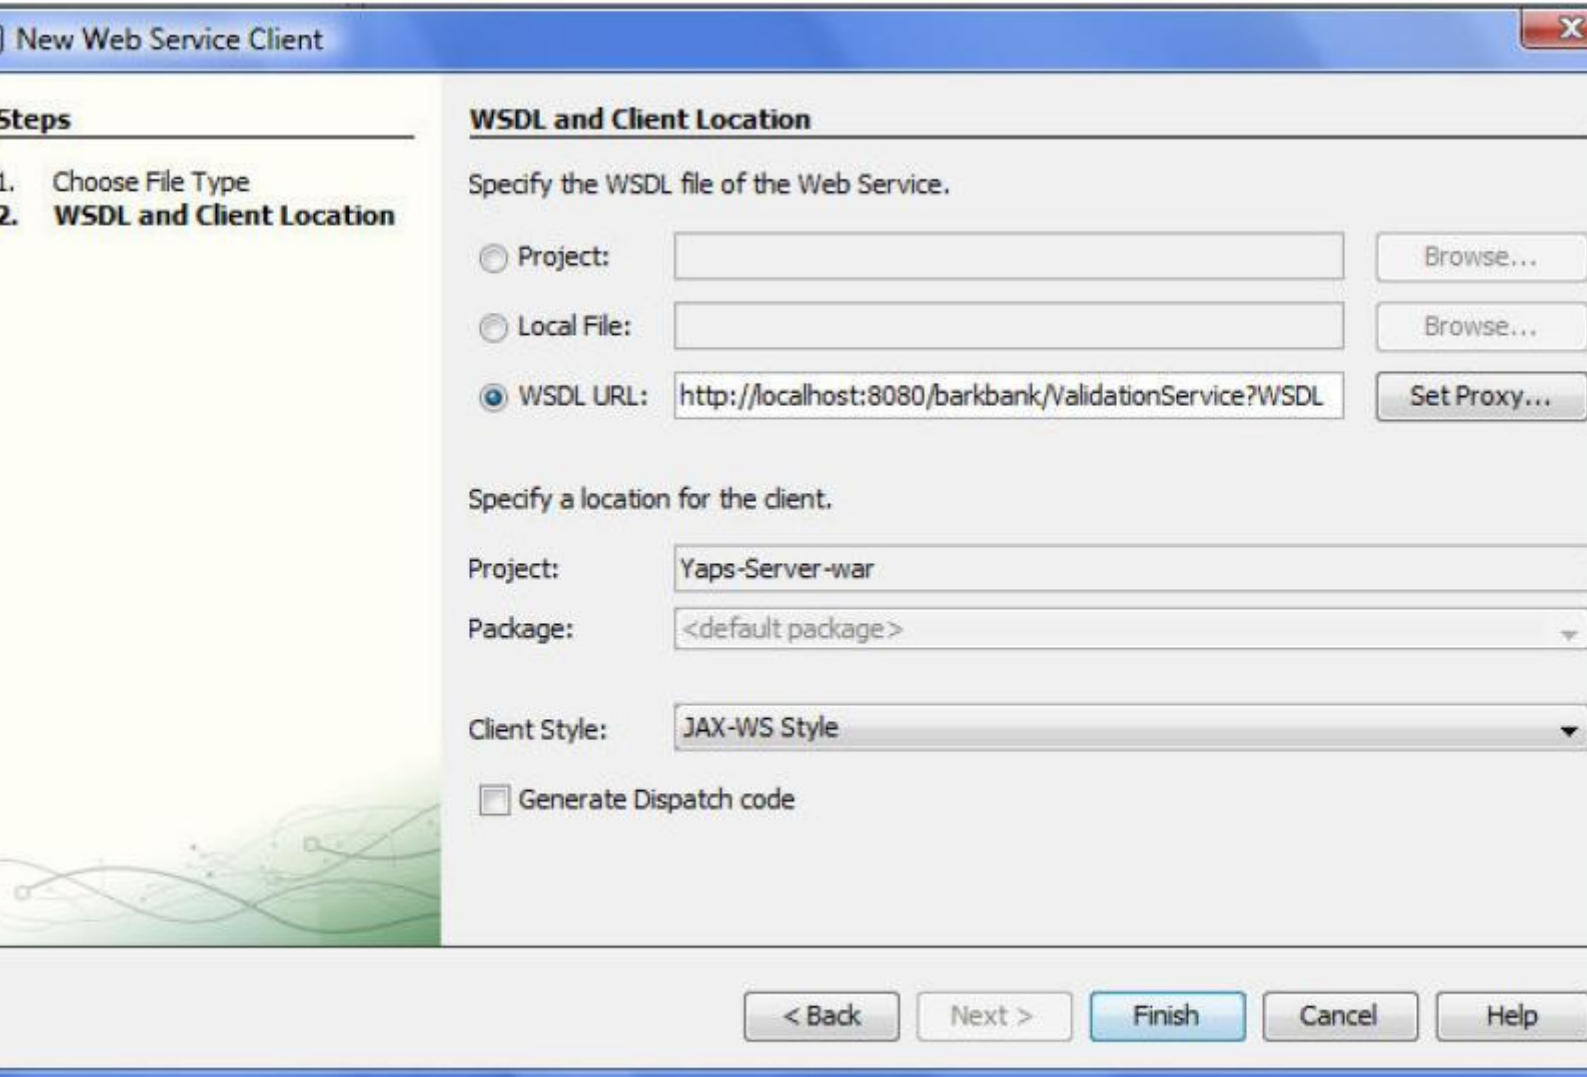 New Web Service Client
X
Steps
WSDL and Client Location
1. Choose File Type
2. WSDL and Client Location
Specify the WSDL file of the Web Service.
Project: Browse...
Local File: Browse...
WSDL URL: http://localhost:8080/barkbank/ValidationService?WSDL Set Proxy...
Specify a location for the client.
Project: Yaps-Server-war
Package: <default package>
Client Style: JAX-WS Style
Generate Dispatch code
< Back Next > Finish Cancel Help